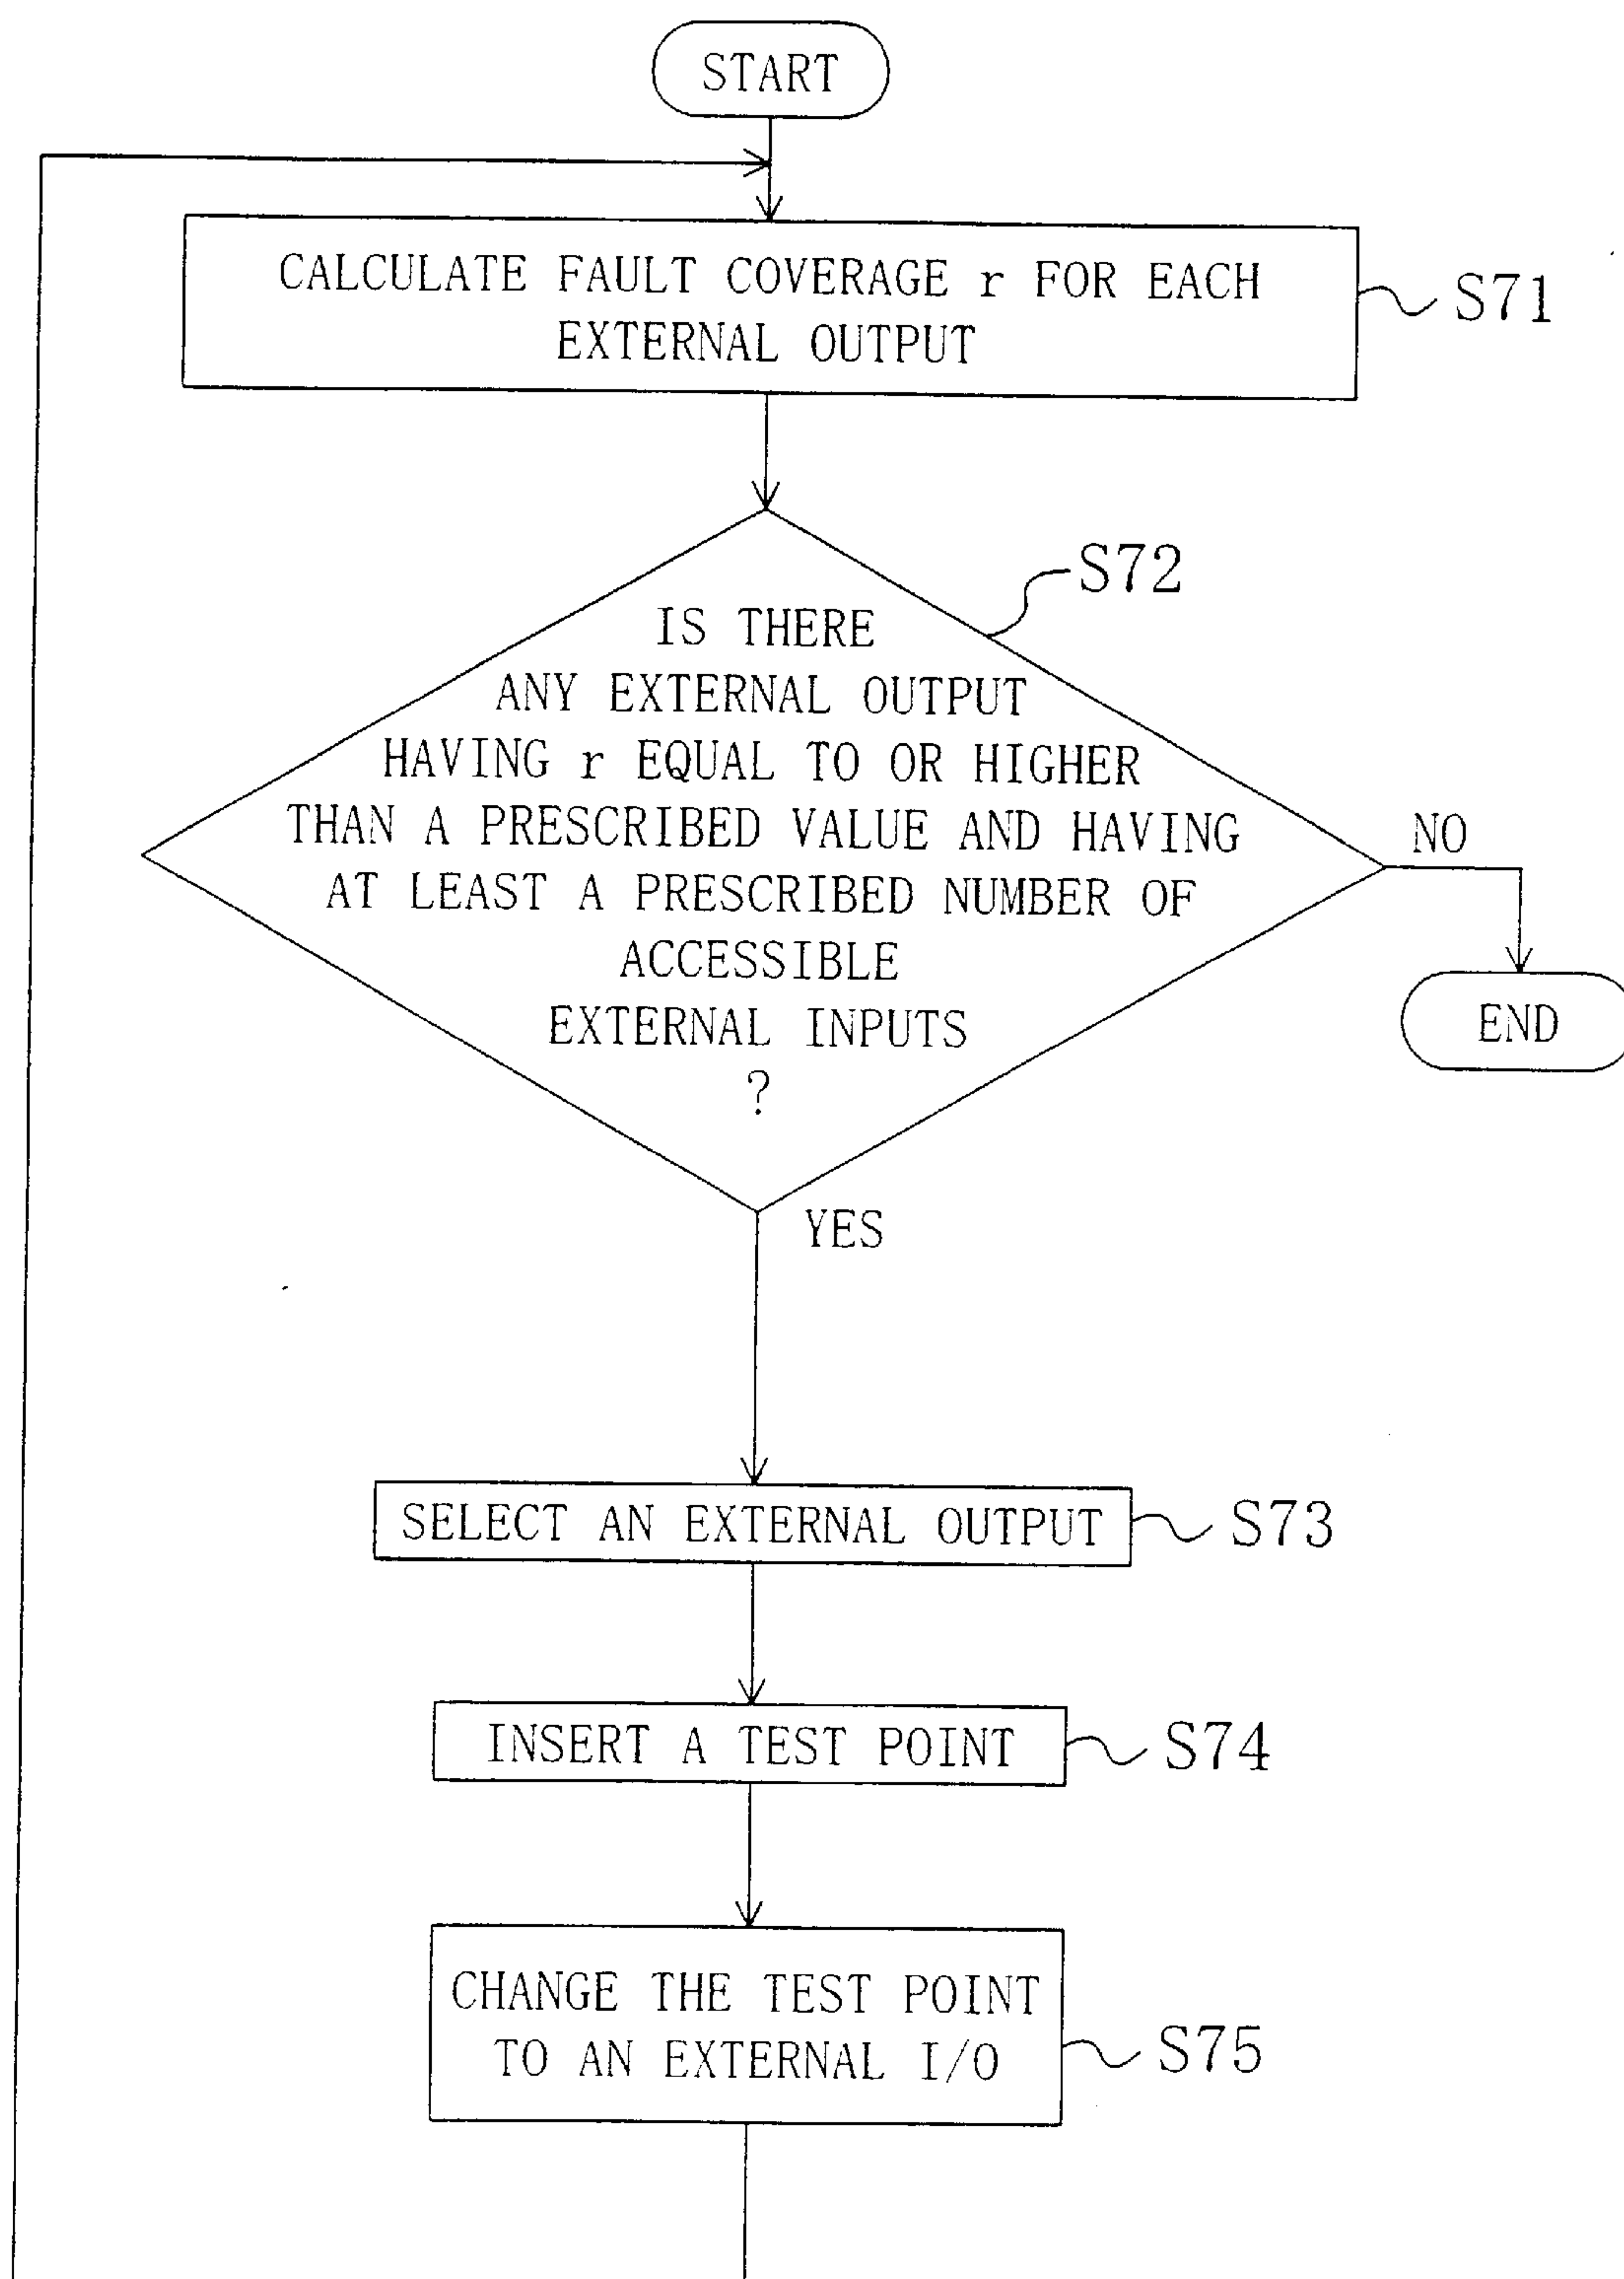 START
CALCULATE FAULT COVERAGE r FOR EACH
EXTERNAL OUTPUT
S71
S72
IS THERE
ANY EXTERNAL OUTPUT
HAVING r EQUAL TO OR HIGHER
THAN A PRESCRIBED VALUE AND HAVING
AT LEAST A PRESCRIBED NUMBER OF
ACCESSIBLE
EXTERNAL INPUTS
?
NO
END
YES
SELECT AN EXTERNAL OUTPUT
S73
INSERT A TEST POINT
S74
CHANGE THE TEST POINT
TO AN EXTERNAL I/O
S75